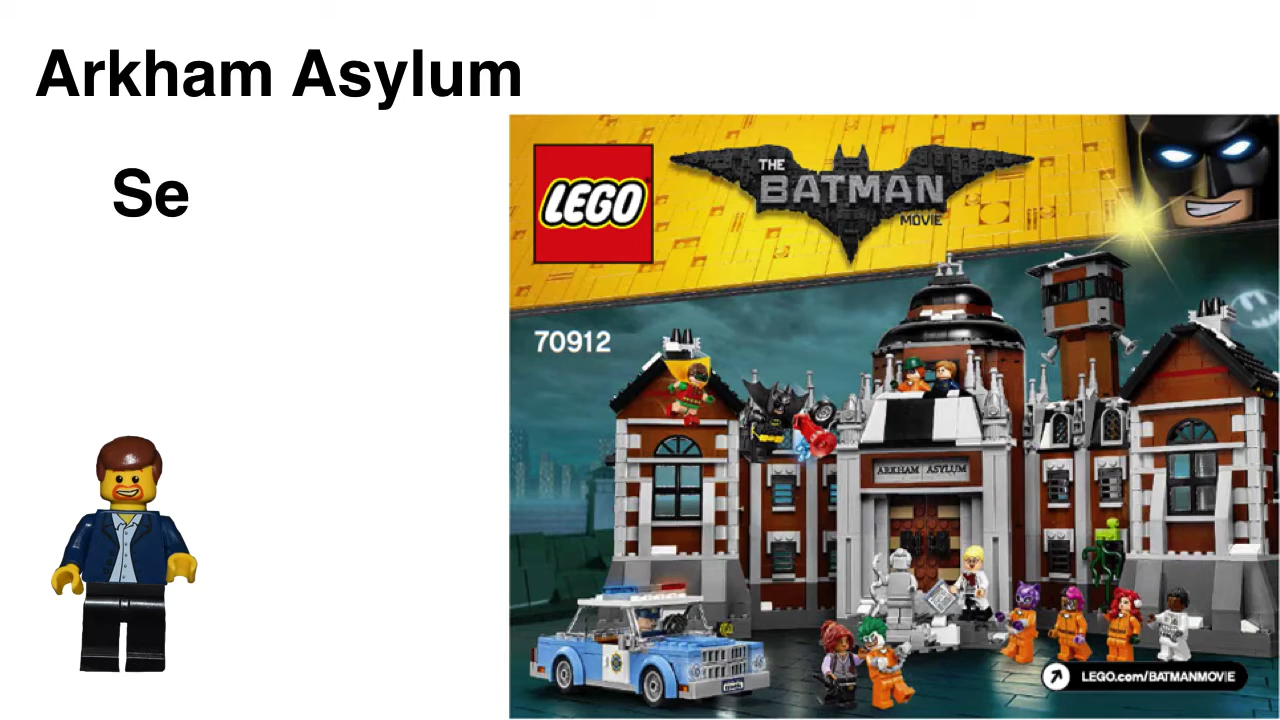 Arkham Asylum
Se
LEGO
THE
BATMAN
MOVIE
70912
ARKHAM ASYLUM
LEGO.com/BATMANMOVIE